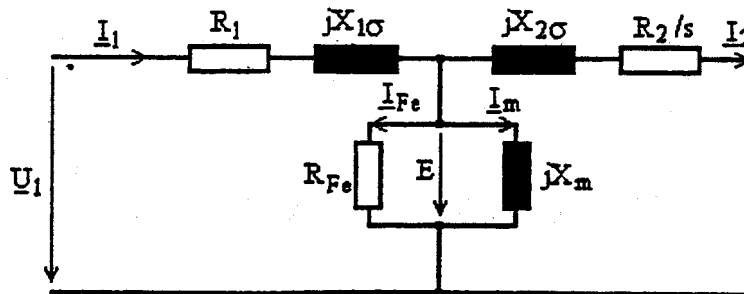 I1 R1 jX1σ jX2σ R2/s
IFe Im
U1 RFe E jXm